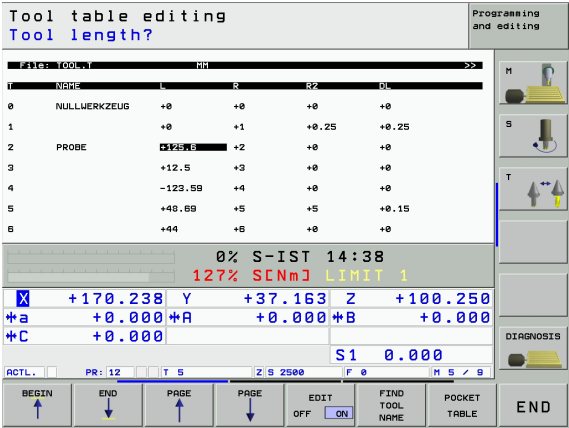 Tool table editing
Tool length?
Programming
and editing
File: TOOL.T MM >>
T NAME L R R2 DL
0 NULLWERKZEUG +0 +0 +0 +0
1 +0 +1 +0.25 +0.25
2 PROBE +125.6 +2 +0 +0
3 +12.5 +3 +0 +0
4 -123.59 +4 +0 +0
5 +48.69 +5 +5 +0.15
6 +44 +6 +0 +0
M
S
T
DIAGNOSIS
0% S-IST 14:38
127% S[Nm] LIMIT 1
X +170.238 Y +37.163 Z +100.250
a +0.000 A +0.000 B +0.000
C +0.000
S1 0.000
ACTL. PR: 12 T 5 Z S 2500 F 0 M 5 / 9
BEGIN
END
PAGE
PAGE
EDIT
OFF ON
FIND
TOOL
NAME
POCKET
TABLE
END